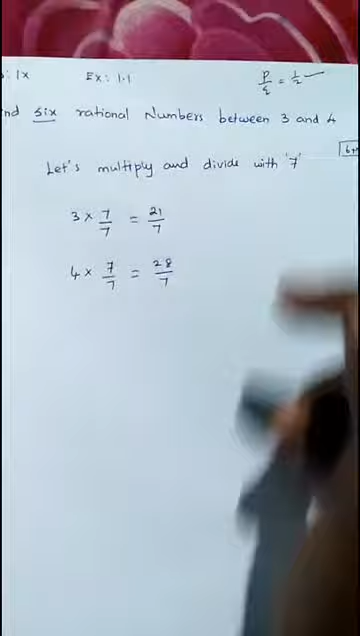 : 1x Ex: 1.1 p/q = 1/2
nd six rational Numbers between 3 and 4
Let's multiply and divide with '7'
3 × 7/7 = 21/7
4 × 7/7 = 28/7